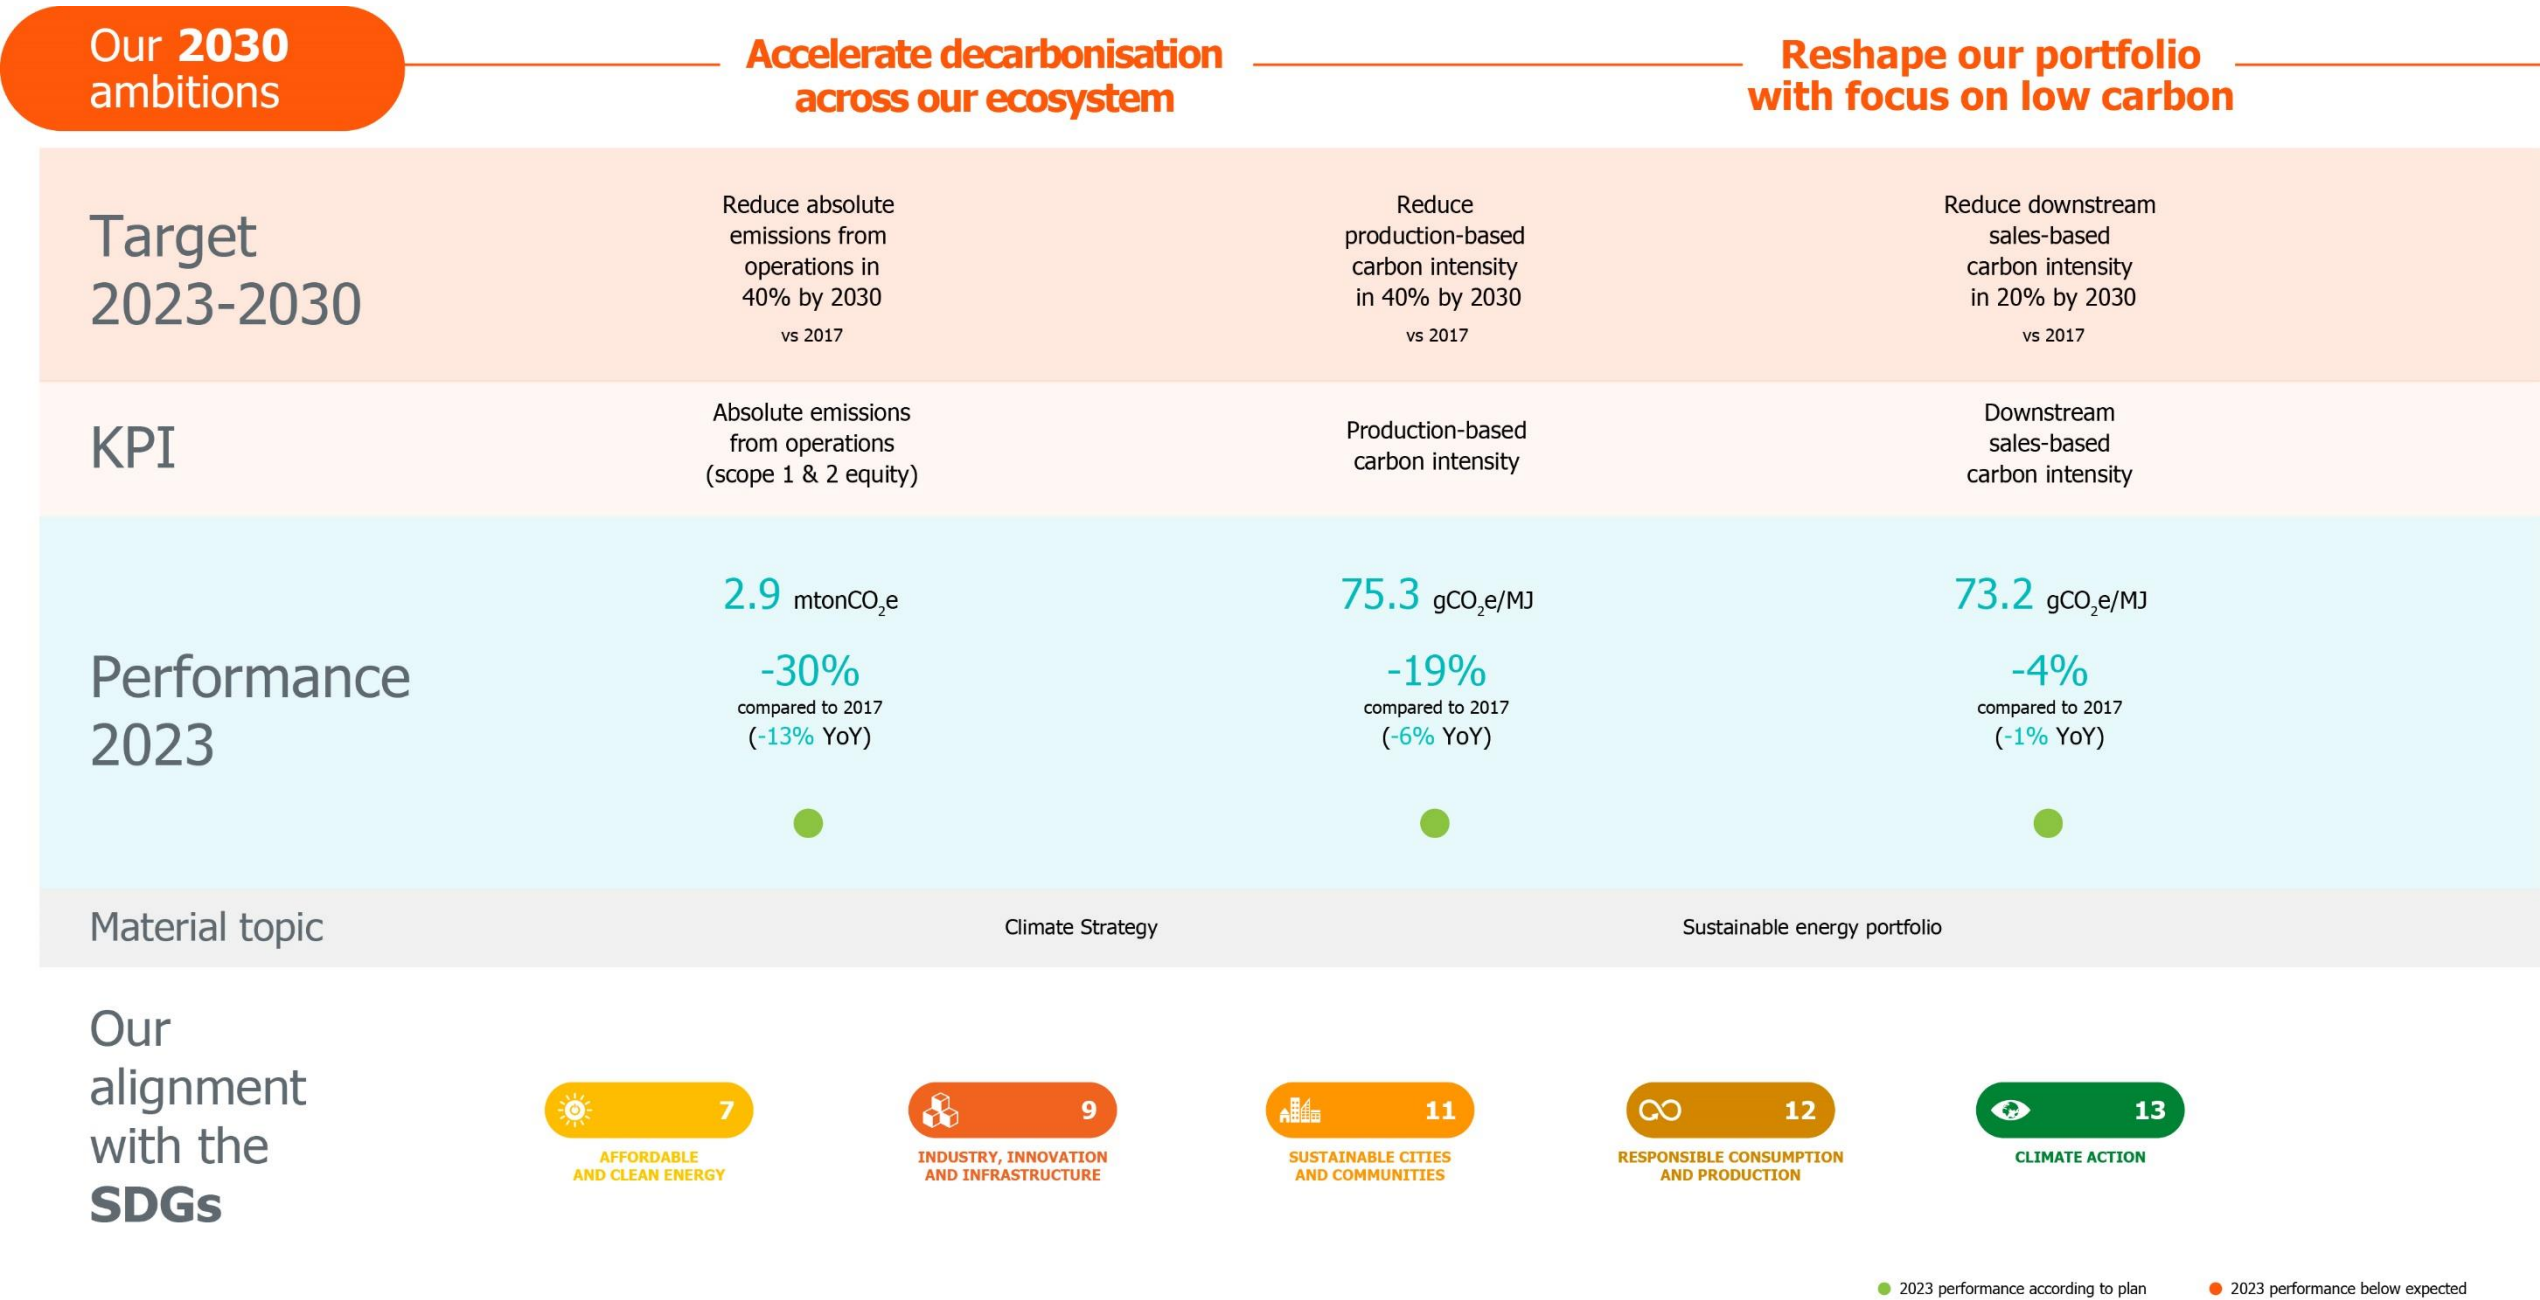 Our 2030
ambitions
Accelerate decarbonisation
across our ecosystem
Reshape our portfolio
with focus on low carbon
Target
2023-2030
Reduce absolute
emissions from
operations in
40% by 2030
vs 2017
Reduce
production-based
carbon intensity
in 40% by 2030
vs 2017
Reduce downstream
sales-based
carbon intensity
in 20% by 2030
vs 2017
KPI
Absolute emissions
from operations
(scope 1 & 2 equity)
Production-based
carbon intensity
Downstream
sales-based
carbon intensity
Performance
2023
2.9 mtonCO₂e
-30%
compared to 2017
(-13% YoY)
75.3 gCO₂e/MJ
-19%
compared to 2017
(-6% YoY)
73.2 gCO₂e/MJ
-4%
compared to 2017
(-1% YoY)
Material topic
Climate Strategy
Sustainable energy portfolio
Our
alignment
with the
SDGs
7
AFFORDABLE
AND CLEAN ENERGY
9
INDUSTRY, INNOVATION
AND INFRASTRUCTURE
11
SUSTAINABLE CITIES
AND COMMUNITIES
12
RESPONSIBLE CONSUMPTION
AND PRODUCTION
13
CLIMATE ACTION
2023 performance according to plan
2023 performance below expected